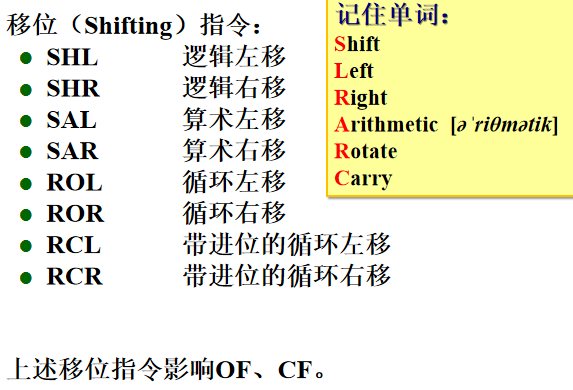 移位（Shifting）指令：
● SHL 逻辑左移
● SHR 逻辑右移
● SAL 算术左移
● SAR 算术右移
● ROL 循环左移
● ROR 循环右移
● RCL 带进位的循环左移
● RCR 带进位的循环右移
上述移位指令影响OF、CF。
记住单词：
Shift
Left
Right
Arithmetic [ə ˈriθmətik]
Rotate
Carry